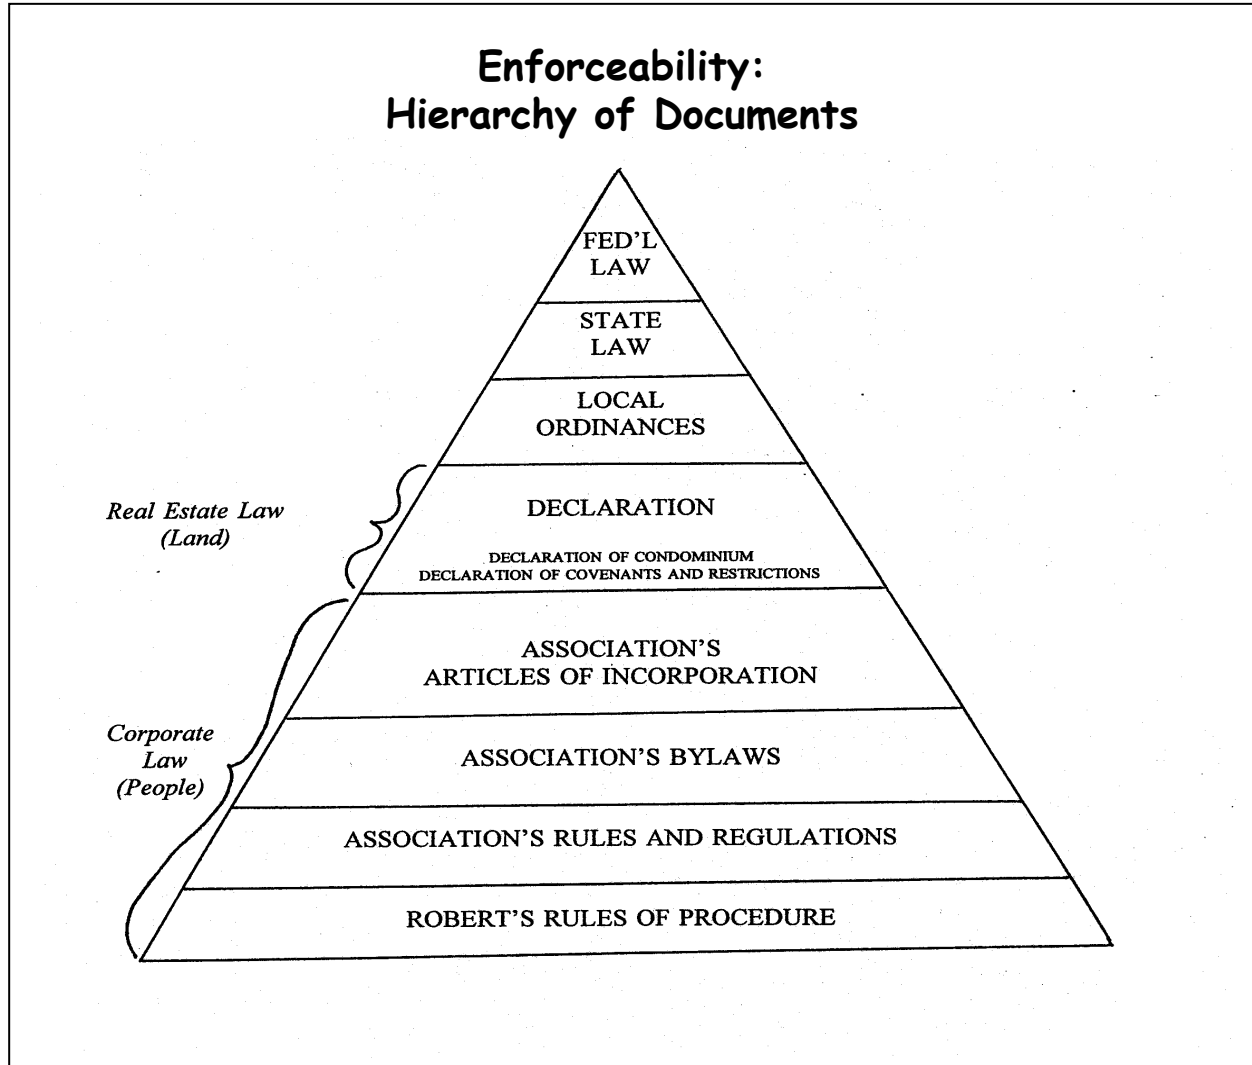 Enforceability:
Hierarchy of Documents
FED'L
LAW
STATE
LAW
LOCAL
ORDINANCES
Real Estate Law
(Land)
DECLARATION
DECLARATION OF CONDOMINIUM
DECLARATION OF COVENANTS AND RESTRICTIONS
ASSOCIATION'S
ARTICLES OF INCORPORATION
Corporate
Law
(People)
ASSOCIATION'S BYLAWS
ASSOCIATION'S RULES AND REGULATIONS
ROBERT'S RULES OF PROCEDURE